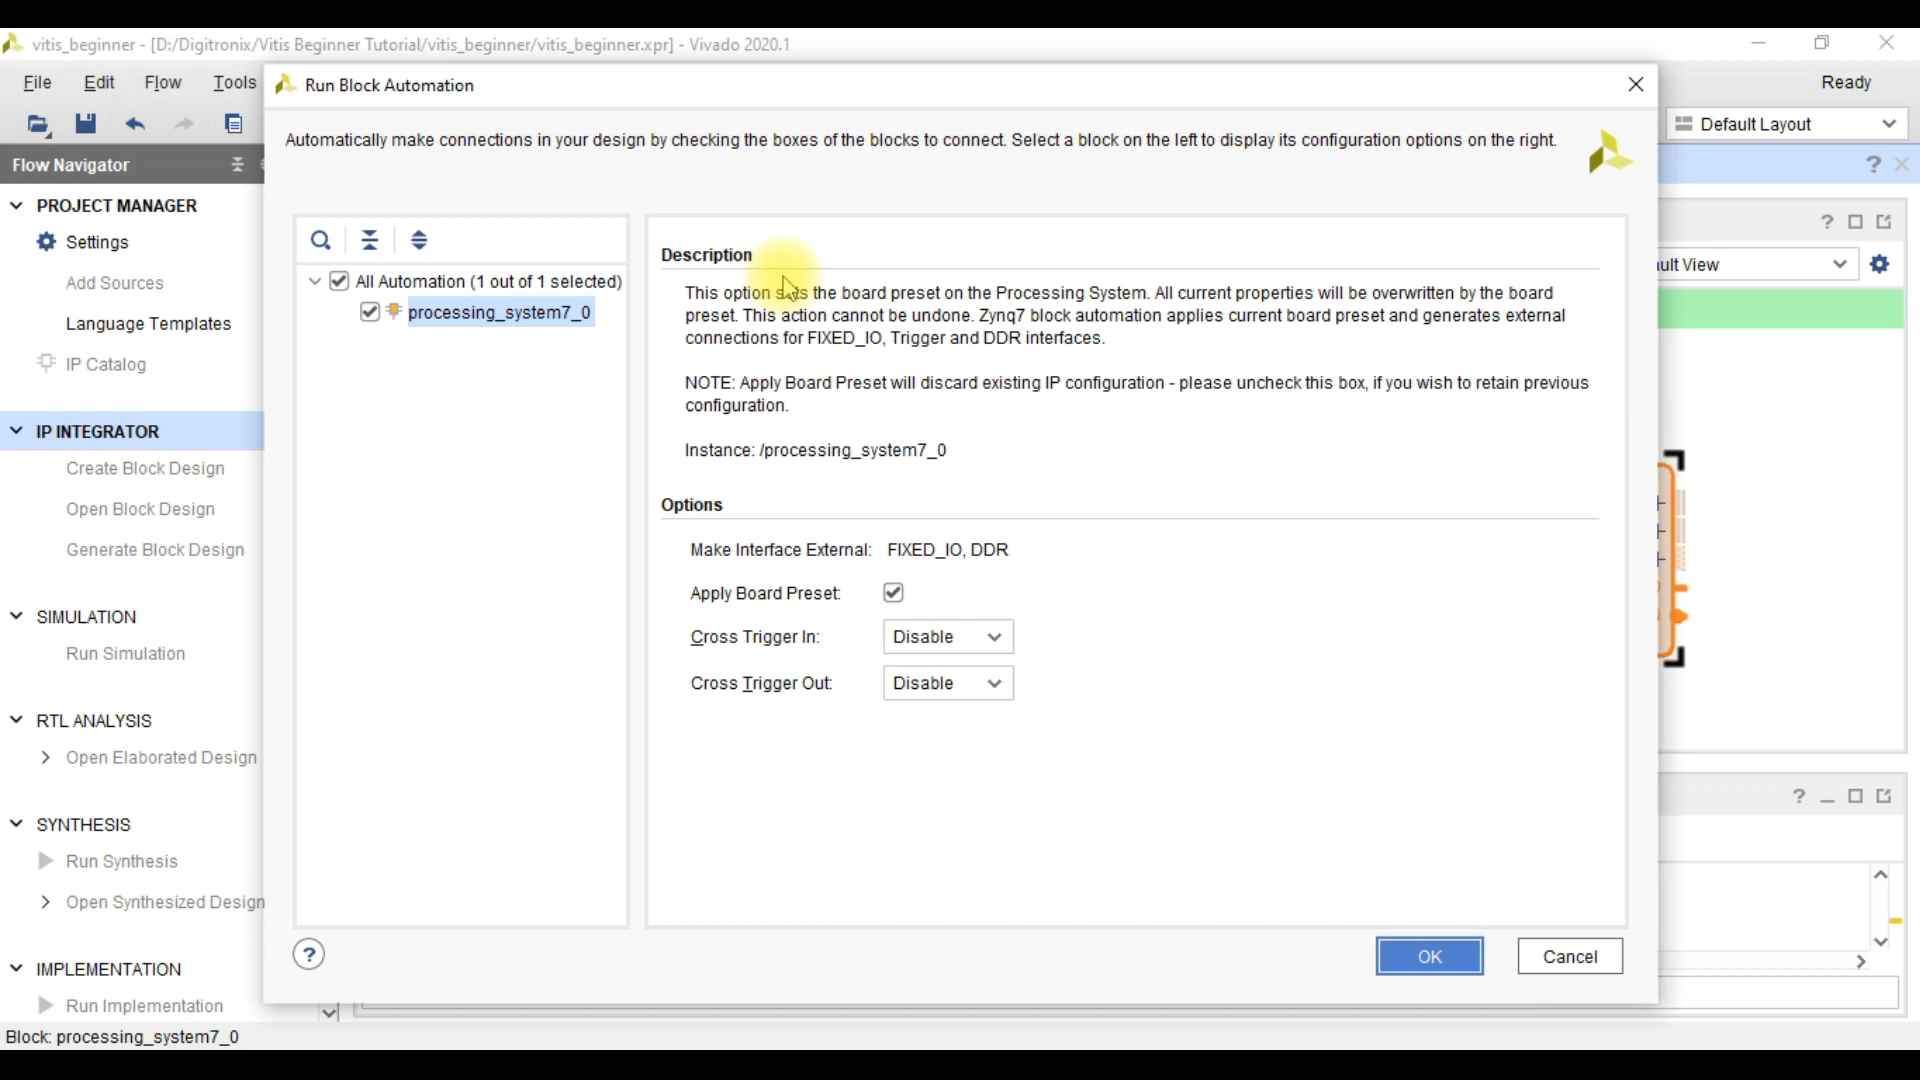 vitis_beginner - [D:/Digitronix/Vitis Beginner Tutorial/vitis_beginner/vitis_beginner.xpr] - Vivado 2020.1
File Edit Flow Tools
Run Block Automation
Ready
Automatically make connections in your design by checking the boxes of the blocks to connect. Select a block on the left to display its configuration options on the right.
Default Layout
Flow Navigator
PROJECT MANAGER
Settings
Add Sources
Language Templates
IP Catalog
IP INTEGRATOR
Create Block Design
Open Block Design
Generate Block Design
SIMULATION
Run Simulation
RTL ANALYSIS
Open Elaborated Design
SYNTHESIS
Run Synthesis
Open Synthesized Design
IMPLEMENTATION
Run Implementation
All Automation (1 out of 1 selected)
processing_system7_0
Description
This option sets the board preset on the Processing System. All current properties will be overwritten by the board
preset. This action cannot be undone. Zynq7 block automation applies current board preset and generates external
connections for FIXED_IO, Trigger and DDR interfaces.
NOTE: Apply Board Preset will discard existing IP configuration - please uncheck this box, if you wish to retain previous
configuration.
Instance: /processing_system7_0
Options
Make Interface External: FIXED_IO, DDR
Apply Board Preset:
Cross Trigger In: Disable
Cross Trigger Out: Disable
? OK Cancel
ult View
Block: processing_system7_0